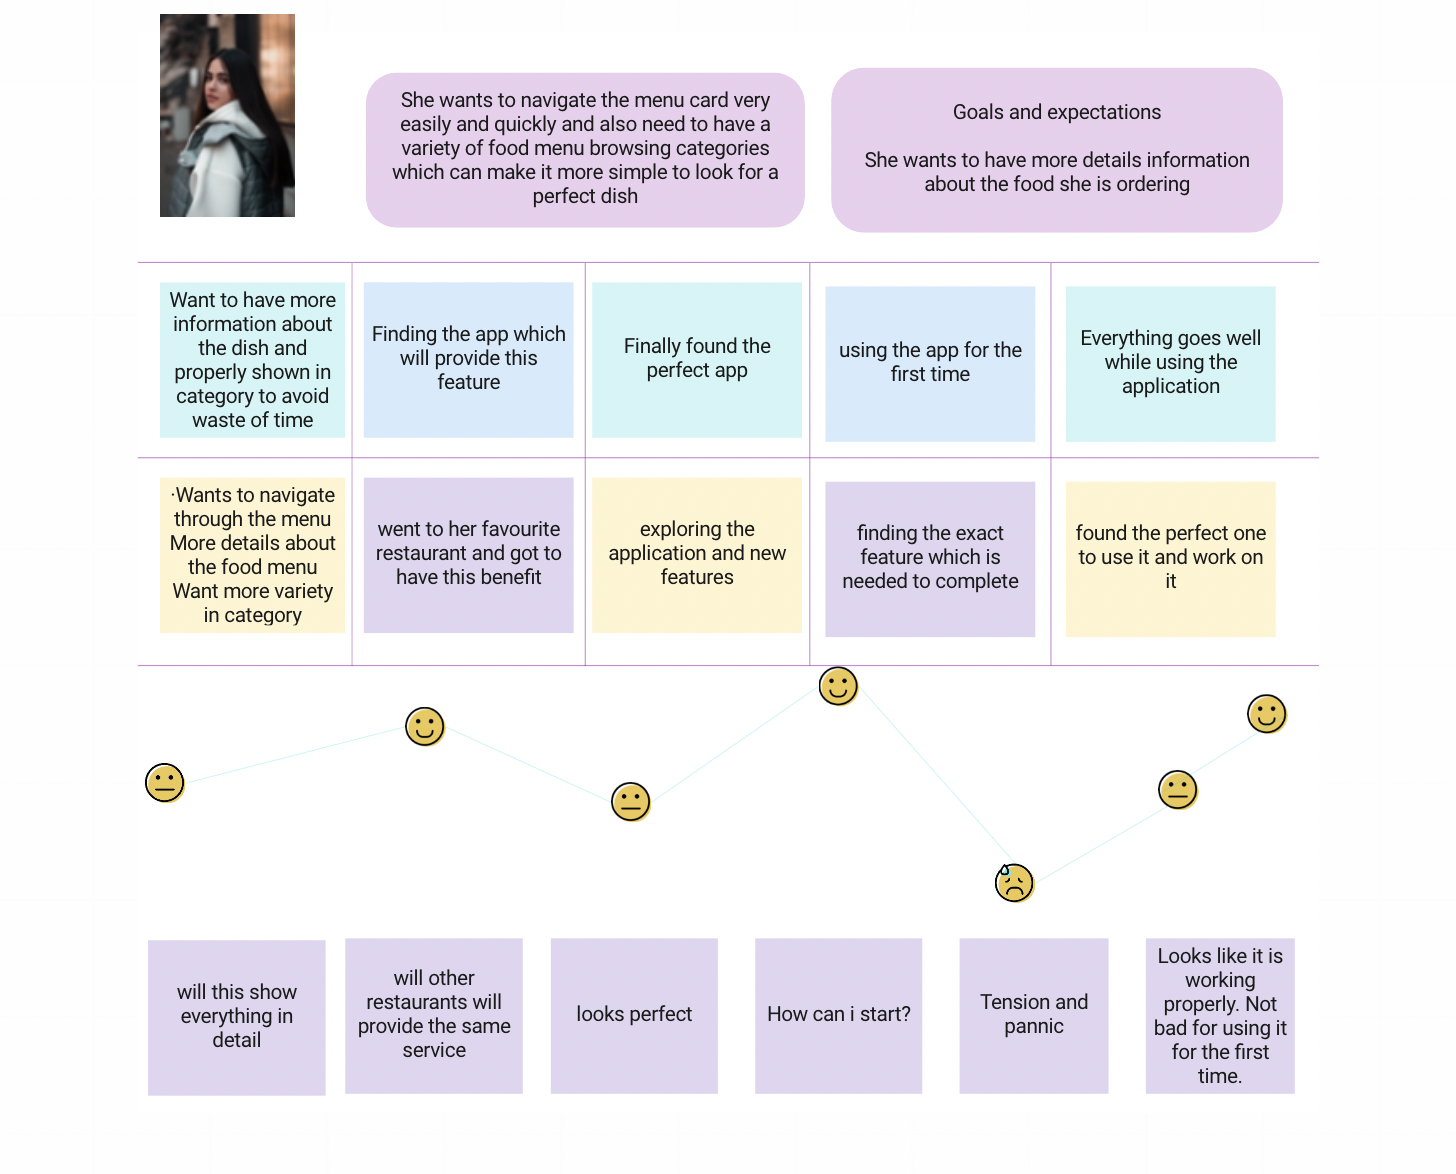 She wants to navigate the menu card very
easily and quickly and also need to have a
variety of food menu browsing categories
which can make it more simple to look for a
perfect dish
Goals and expectations
She wants to have more details information
about the food she is ordering
Want to have more
information about
the dish and
properly shown in
category to avoid
waste of time
Finding the app which
will provide this
feature
Finally found the
perfect app
using the app for the
first time
Everything goes well
while using the
application
·Wants to navigate
through the menu
More details about
the food menu
Want more variety
in category
went to her favourite
restaurant and got to
have this benefit
exploring the
application and new
features
finding the exact
feature which is
needed to complete
found the perfect one
to use it and work on
it
will this show
everything in
detail
will other
restaurants will
provide the same
service
looks perfect
How can i start?
Tension and
pannic
Looks like it is
working
properly. Not
bad for using it
for the first
time.